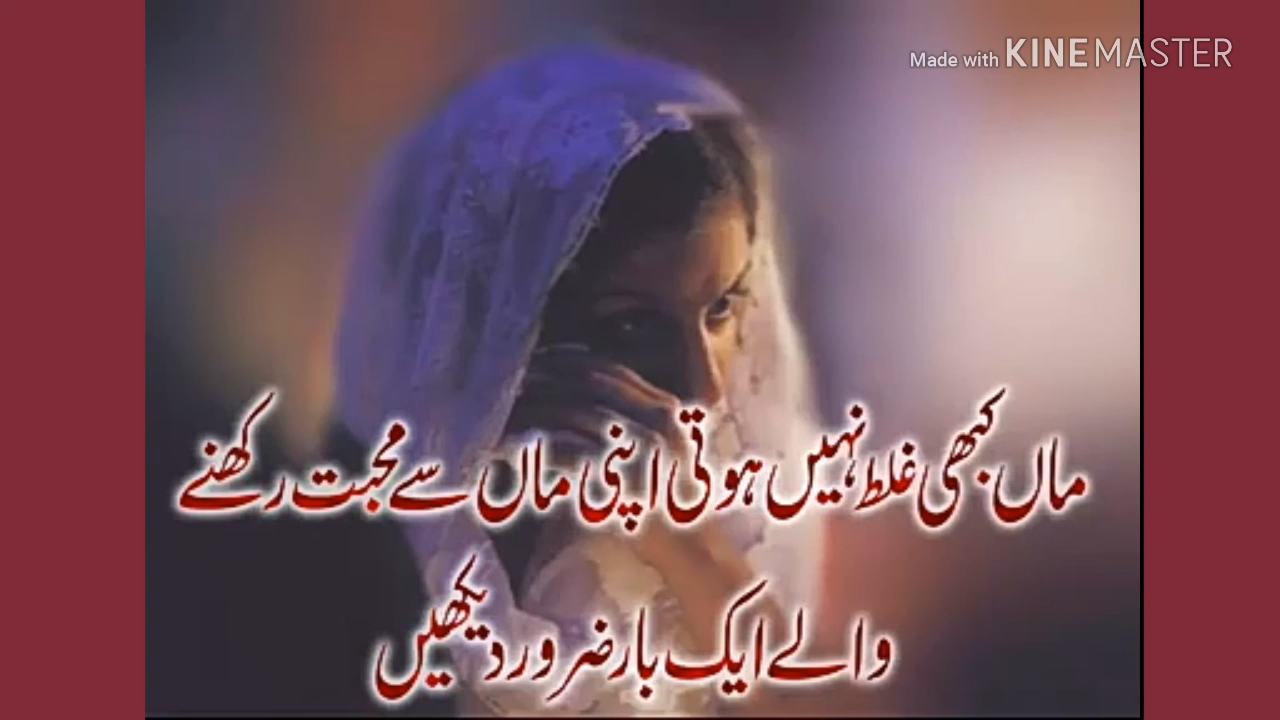 Made with KINEMASTER
ماں کبھی غلط نہیں ہوتی اپنی ماں سے محبت رکھنے
والے ایک بار ضرور دیکھیں